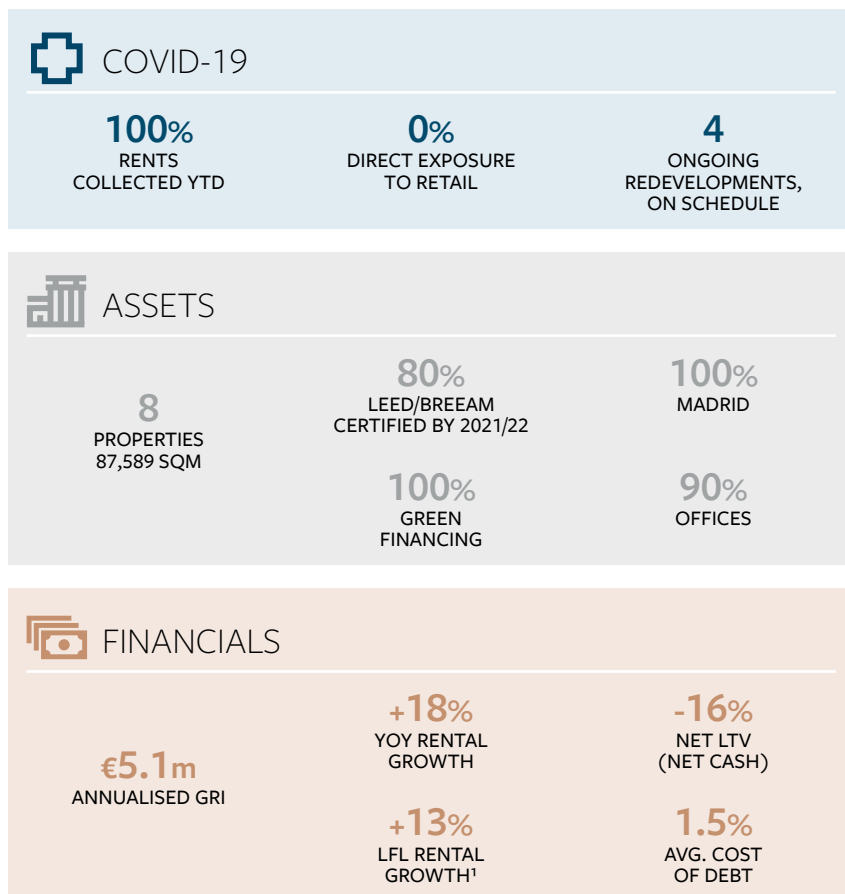 COVID-19
100%
RENTS
COLLECTED YTD
0%
DIRECT EXPOSURE
TO RETAIL
4
ONGOING
REDEVELOPMENTS,
ON SCHEDULE
ASSETS
8
PROPERTIES
87,589 SQM
80%
LEED/BREEAM
CERTIFIED BY 2021/22
100%
MADRID
100%
GREEN
FINANCING
90%
OFFICES
FINANCIALS
€5.1m
ANNUALISED GRI
+18%
YOY RENTAL
GROWTH
-16%
NET LTV
(NET CASH)
+13%
LFL RENTAL
GROWTH¹
1.5%
AVG. COST
OF DEBT